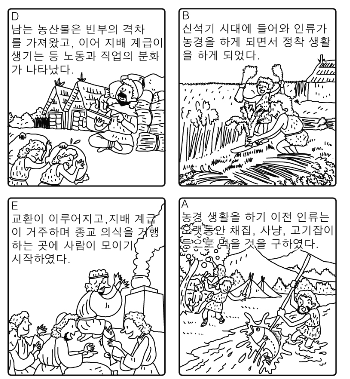 D
남는 농산물은 빈부의 격차
를 가져왔고, 이어 지배 계급이
생기는 등 노동과 직업의 분화
가 나타났다.
B
신석기 시대에 들어와 인류가
농경을 하게 되면서 정착 생활
을 하게 되었다.
E
교환이 이루어지고, 지배 계급
이 거주하며 종교 의식을 거행
하는 곳에 사람이 모이기
시작하였다.
A
농경 생활을 하기 이전 인류는
오랫동안 채집, 사냥, 고기잡이
등으로 먹을 것을 구하였다.